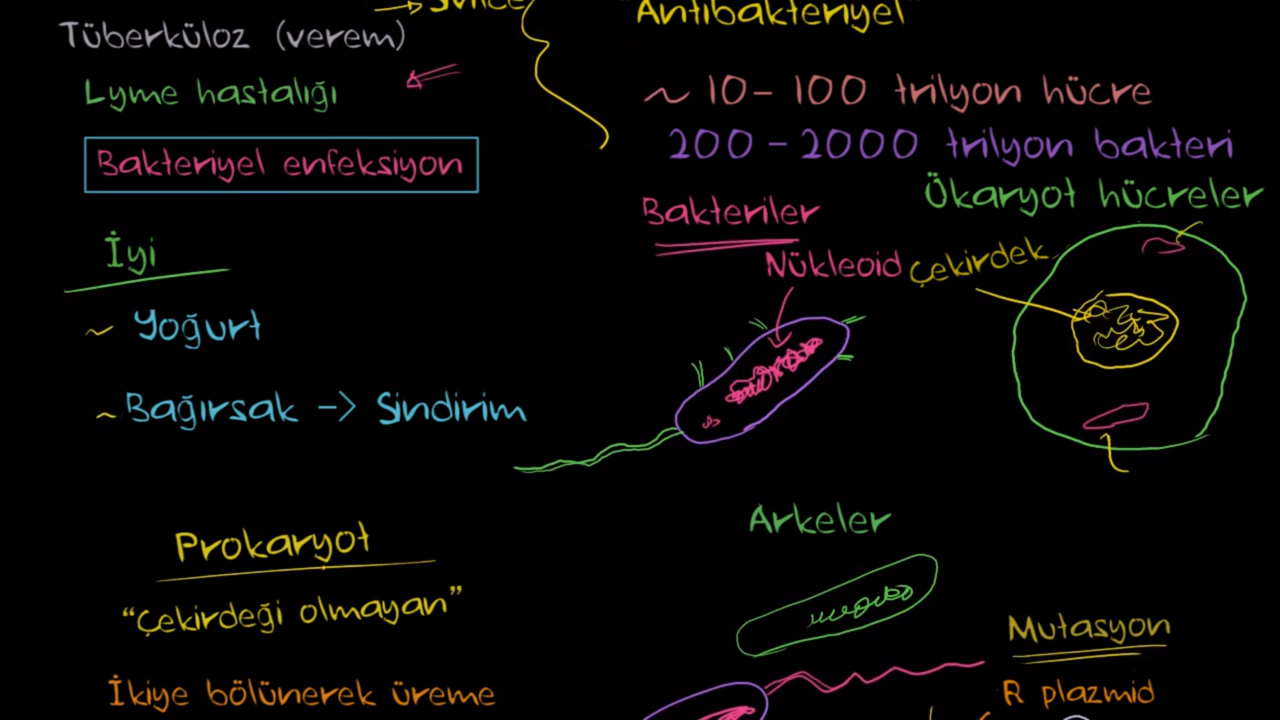 Tüberküloz (verem)
Lyme hastalığı
Bakteriyel enfeksiyon
İyi
~ Yoğurt
~ Bağırsak -> Sindirim
Prokaryot
"Çekirdeği olmayan"
İkiye bölünerek üreme
"Antibakteriyel"
~ 10 - 100 trilyon hücre
200 - 2000 trilyon bakteri
Bakteriler
Ükaryot hücreler
Nükleoid
Çekirdek
Arkeler
Mutasyon
R plazmid